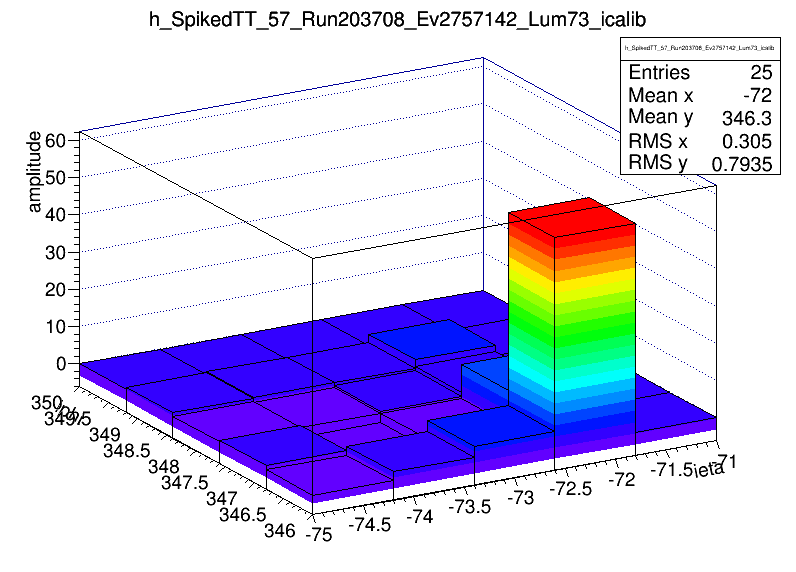 h_SpikedTT_57_Run203708_Ev2757142_Lum73_icalib
h_SpikedTT_57_Run203708_Ev2757142_Lum73_icalib
Entries 25
Mean x -72
Mean y 346.3
RMS x 0.305
RMS y 0.7935
amplitude
60
50
40
30
20
10
0
350
349.5
349
348.5
348
347.5
347
346.5
346
-75
-74.5
-74
-73.5
-73
-72.5
-72
-71.5
-71
ieta